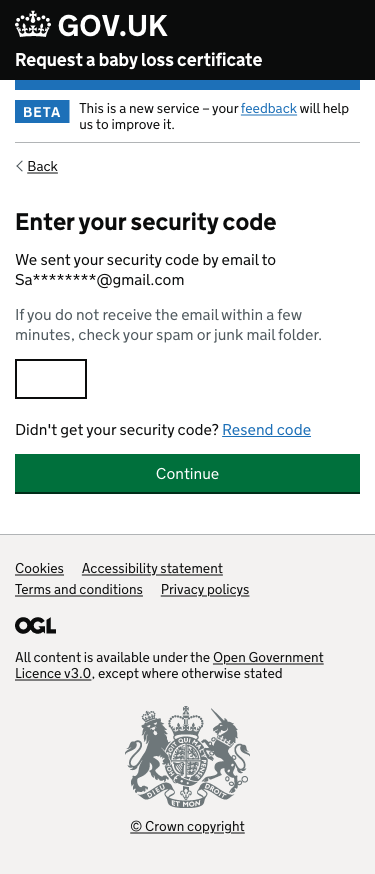 GOV.UK
Request a baby loss certificate
BETA
This is a new service – your feedback will help
us to improve it.
Back
Enter your security code
We sent your security code by email to
Sa********@gmail.com
If you do not receive the email within a few
minutes, check your spam or junk mail folder.
Didn't get your security code? Resend code
Continue
Cookies Accessibility statement
Terms and conditions Privacy policys
OGL
All content is available under the Open Government
Licence v3.0, except where otherwise stated
DIEU ET MON
© Crown copyright